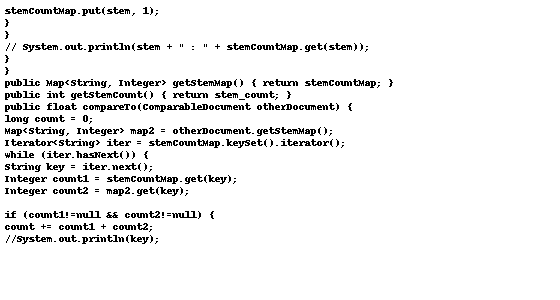 stemCountMap.put(stem, 1);
}
}
// System.out.println(stem + " : " + stemCountMap.get(stem));
}
}
public Map<String, Integer> getStemMap() { return stemCountMap; }
public int getStemCount() { return stem_count; }
public float compareTo(ComparableDocument otherDocument) {
long count = 0;
Map<String, Integer> map2 = otherDocument.getStemMap();
Iterator<String> iter = stemCountMap.keySet().iterator();
while (iter.hasNext()) {
String key = iter.next();
Integer count1 = stemCountMap.get(key);
Integer count2 = map2.get(key);

if (count1!=null && count2!=null) {
count += count1 + count2;
//System.out.println(key);